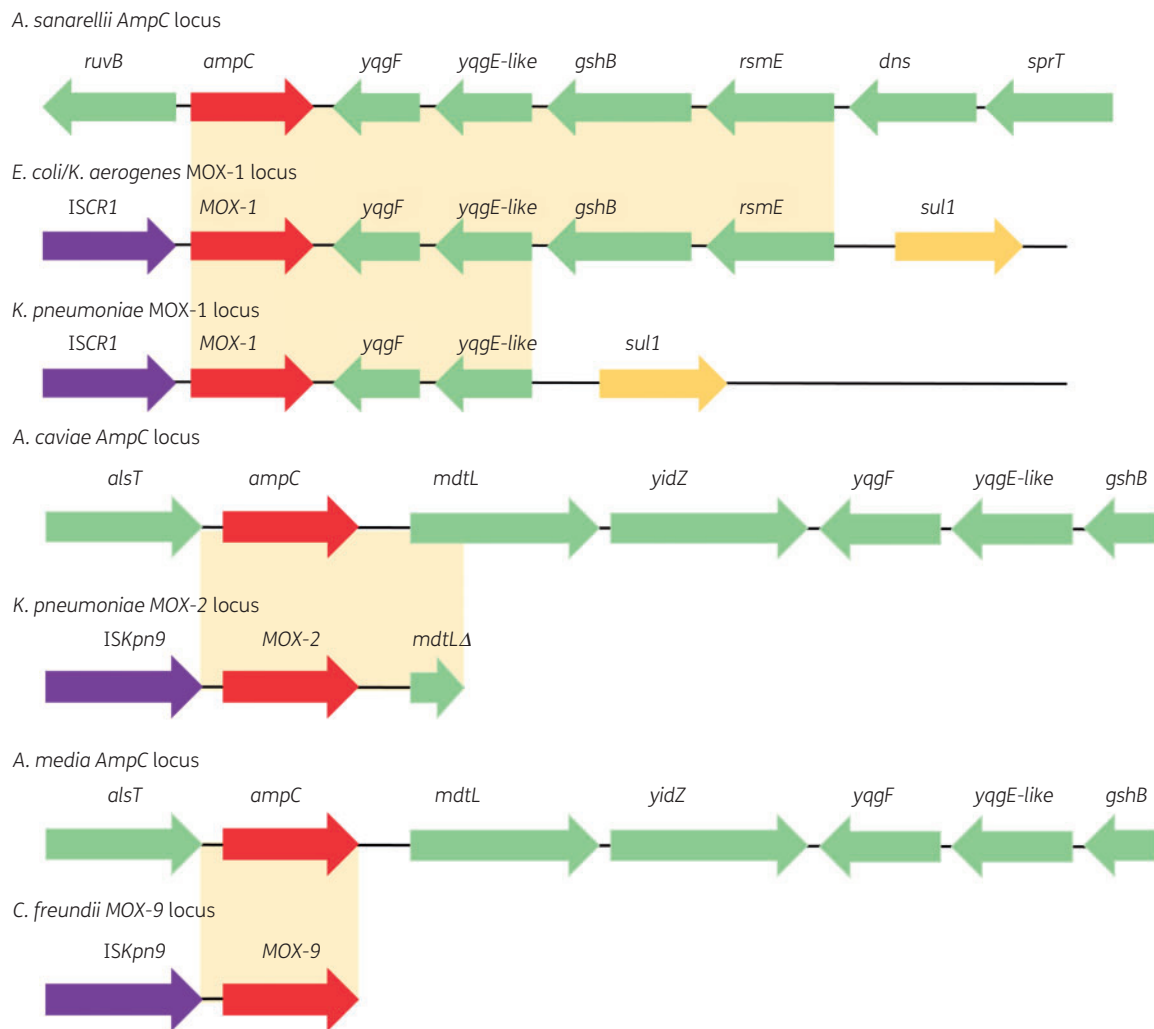 A. sanarellii AmpC locus
ruvB ampC yqgF yqgE-like gshB rsmE dns sprT
E. coli/K. aerogenes MOX-1 locus
ISCR1 MOX-1 yqgF yqgE-like gshB rsmE sul1
K. pneumoniae MOX-1 locus
ISCR1 MOX-1 yqgF yqgE-like sul1
A. caviae AmpC locus
alsT ampC mdtL yidZ yqgF yqgE-like gshB
K. pneumoniae MOX-2 locus
ISKpn9 MOX-2 mdtLΔ
A. media AmpC locus
alsT ampC mdtL yidZ yqgF yqgE-like gshB
C. freundii MOX-9 locus
ISKpn9 MOX-9